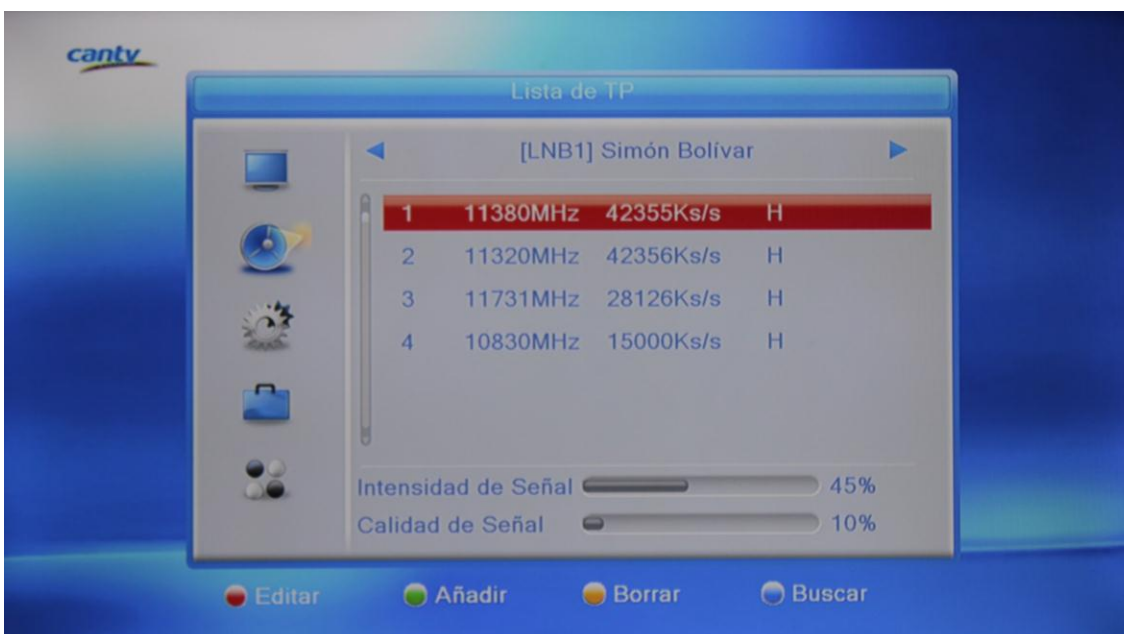 cantv
Lista de TP
[LNB1] Simón Bolívar
1 11380MHz 42355Ks/s H
2 11320MHz 42356Ks/s H
3 11731MHz 28126Ks/s H
4 10830MHz 15000Ks/s H
Intensidad de Señal 45%
Calidad de Señal 10%
Editar Añadir Borrar Buscar